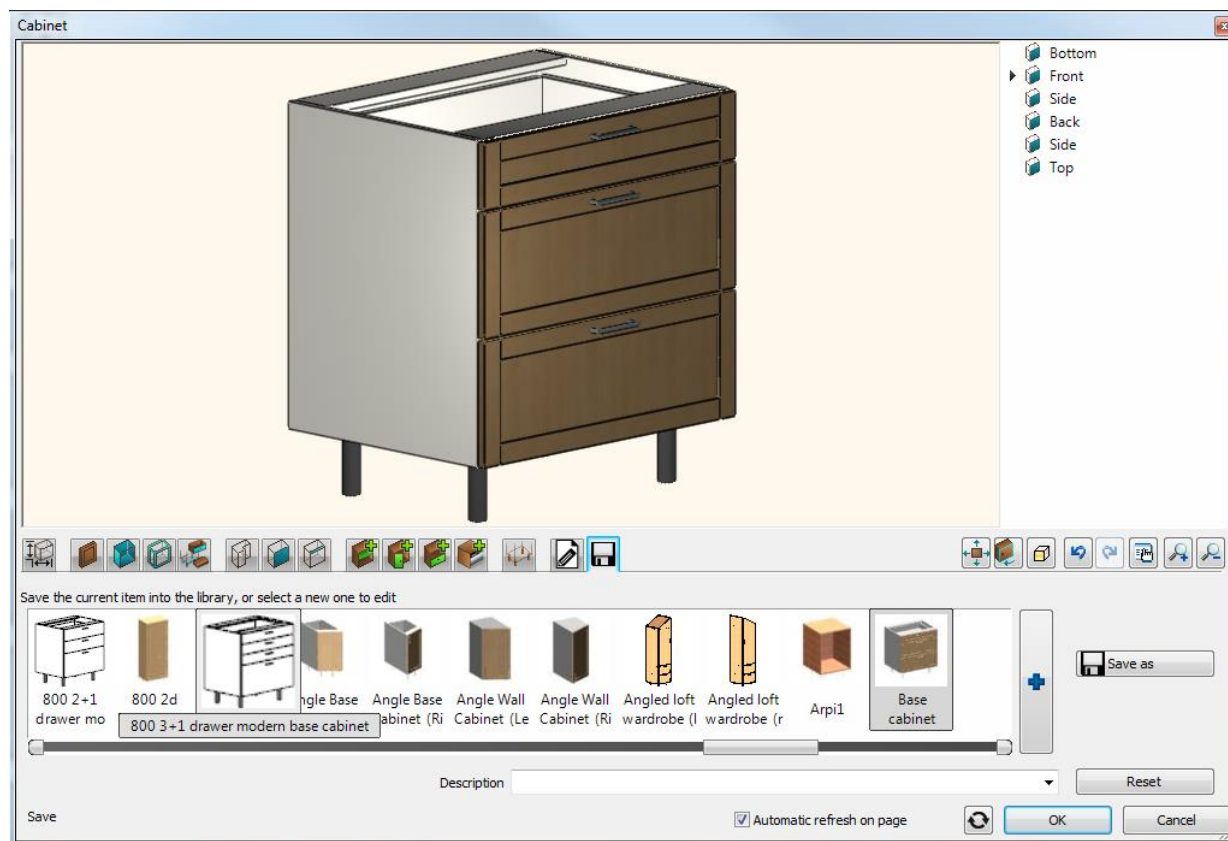 Cabinet
Bottom
Front
Side
Back
Side
Top
Save the current item into the library, or select a new one to edit
800 2+1
drawer mo
800 2d
800 3+1 drawer modern base cabinet
ngle Base
Angle Base
abinet (Ri
Angle Wall
Cabinet (Le
Angle Wall
Cabinet (Ri
Angled loft
wardrobe (l
Angled loft
wardrobe (r
Arpi1
Base
cabinet
Save as
Description
Reset
Save
Automatic refresh on page
OK
Cancel